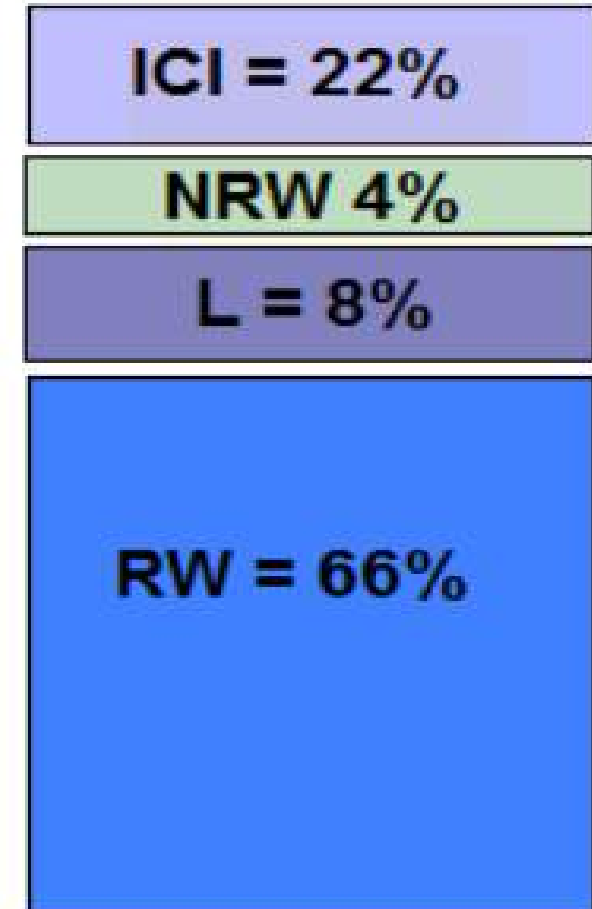 ICI = 22%
NRW 4%
L = 8%
RW = 66%